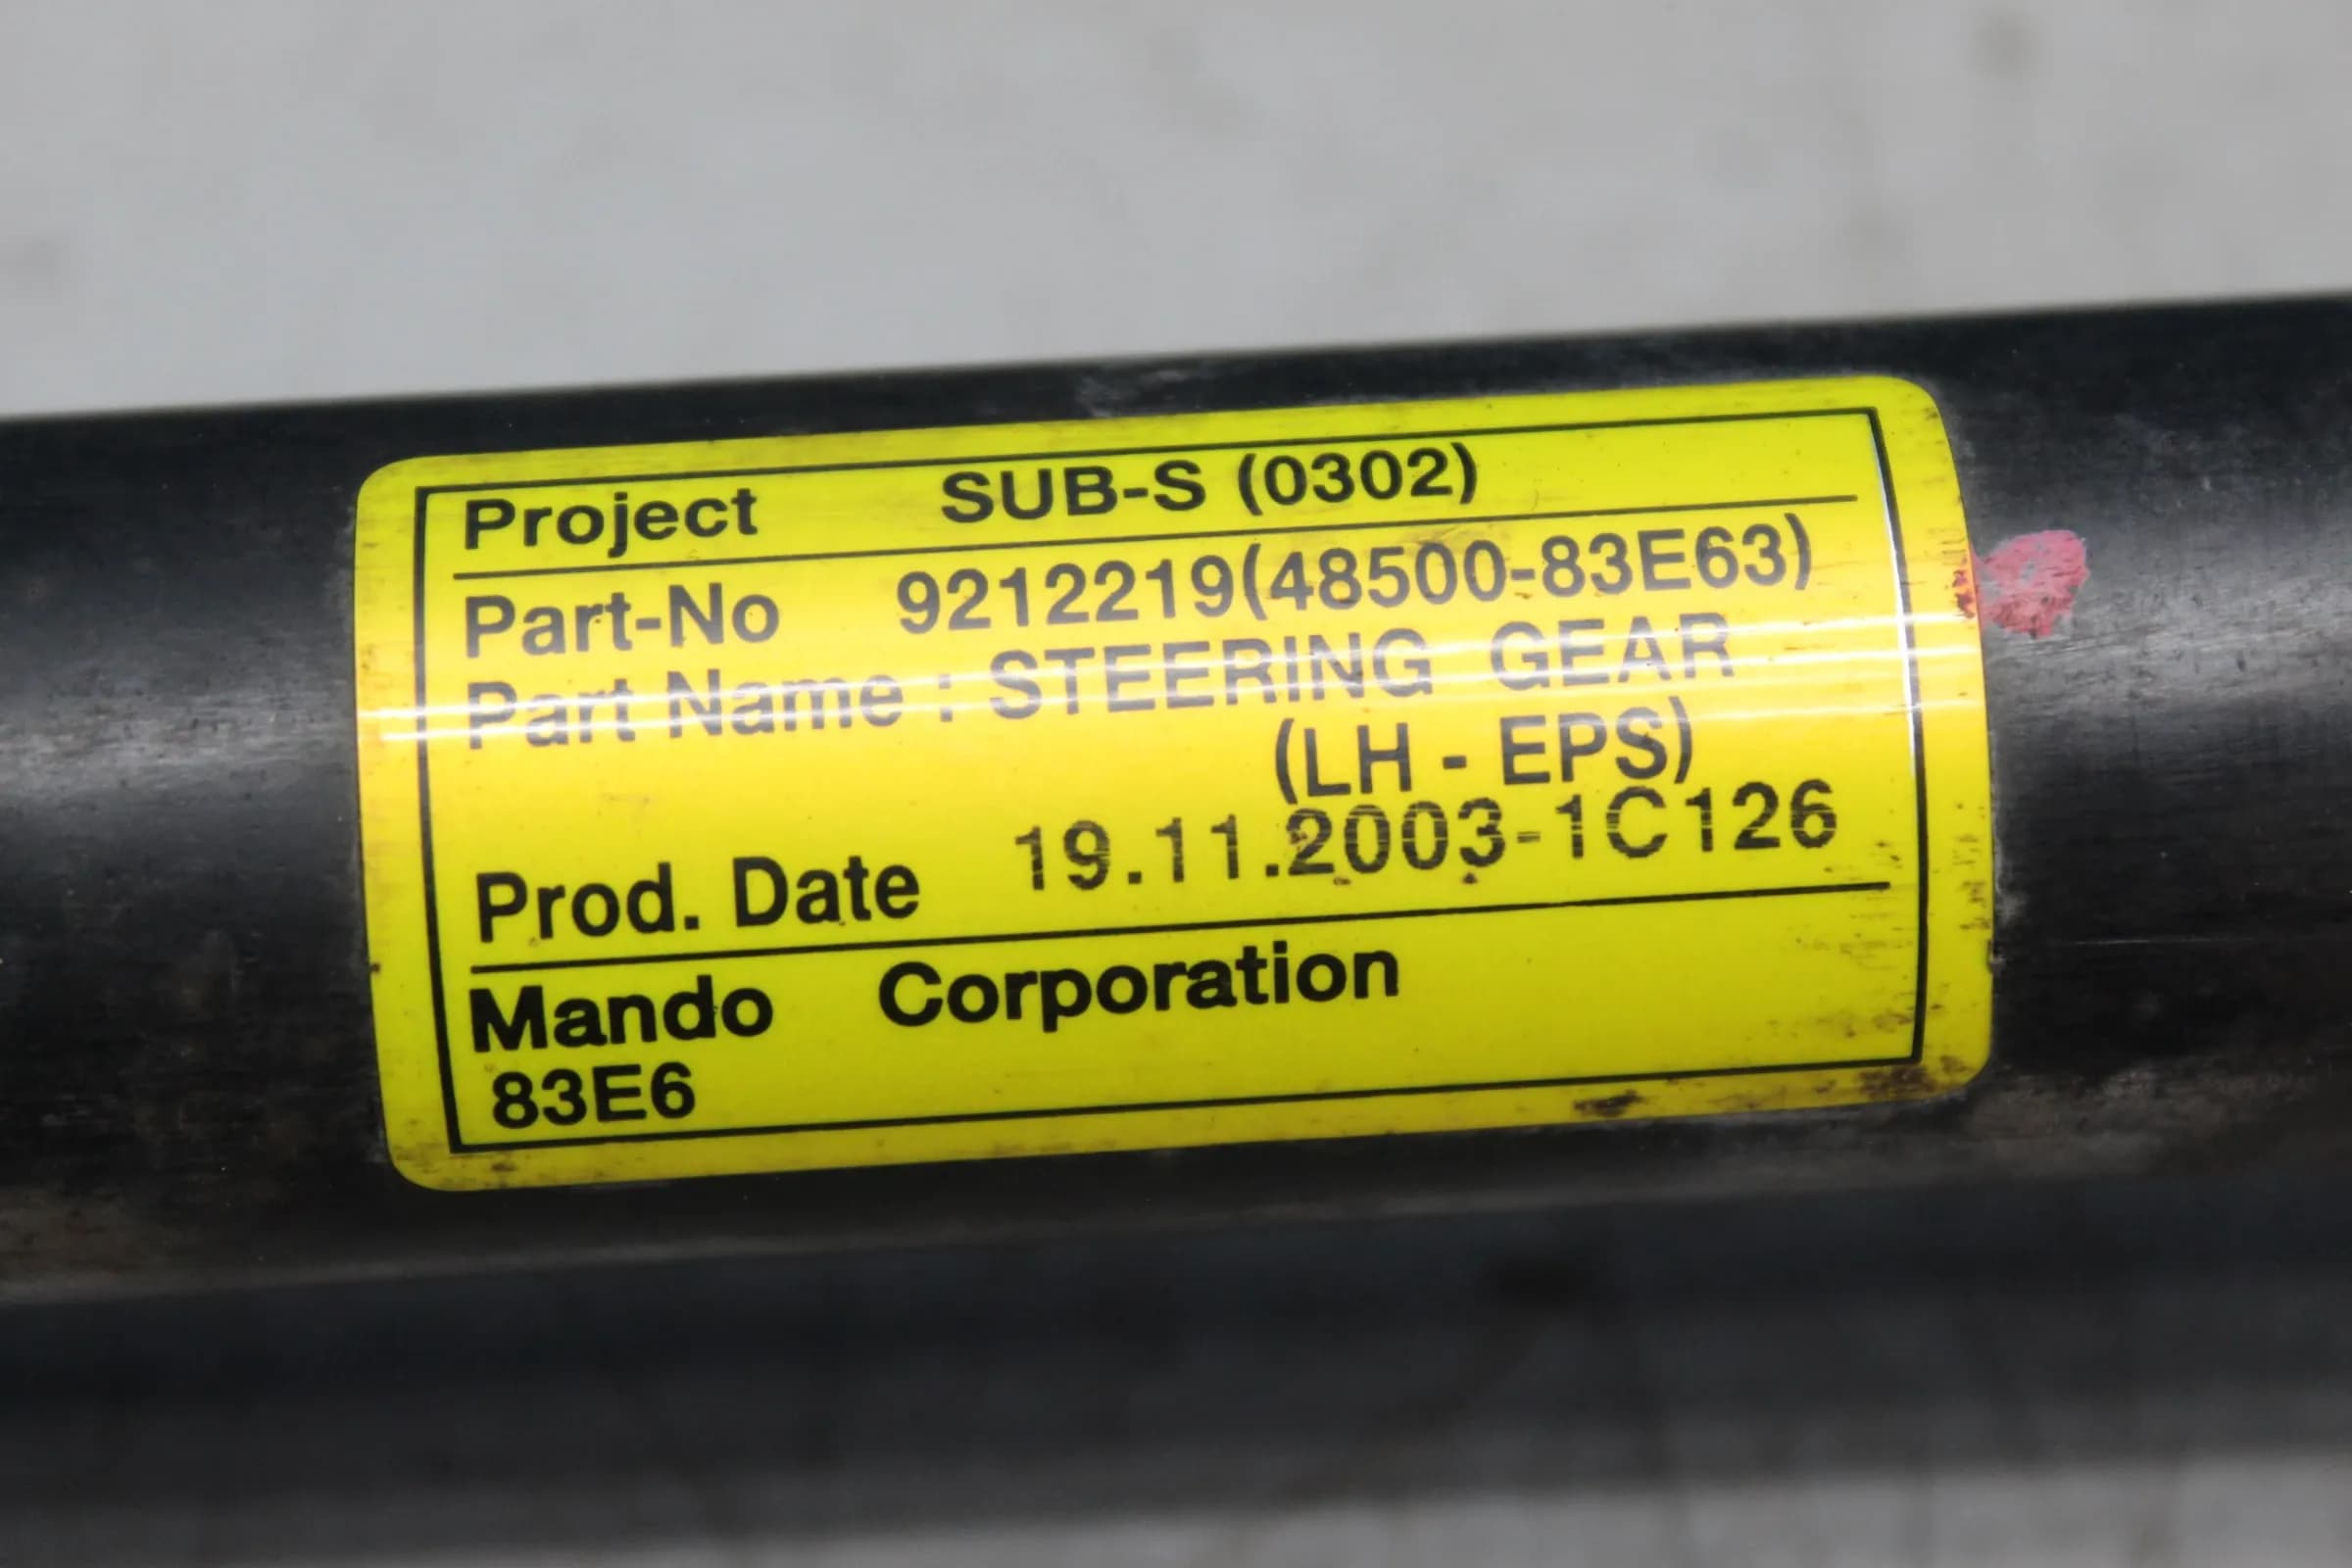 Project SUB-S (0302)
Part-No 9212219(48500-83E63)
Part Name : STEERING GEAR
(LH - EPS)
Prod. Date 19.11.2003-1C126
Mando Corporation
83E6